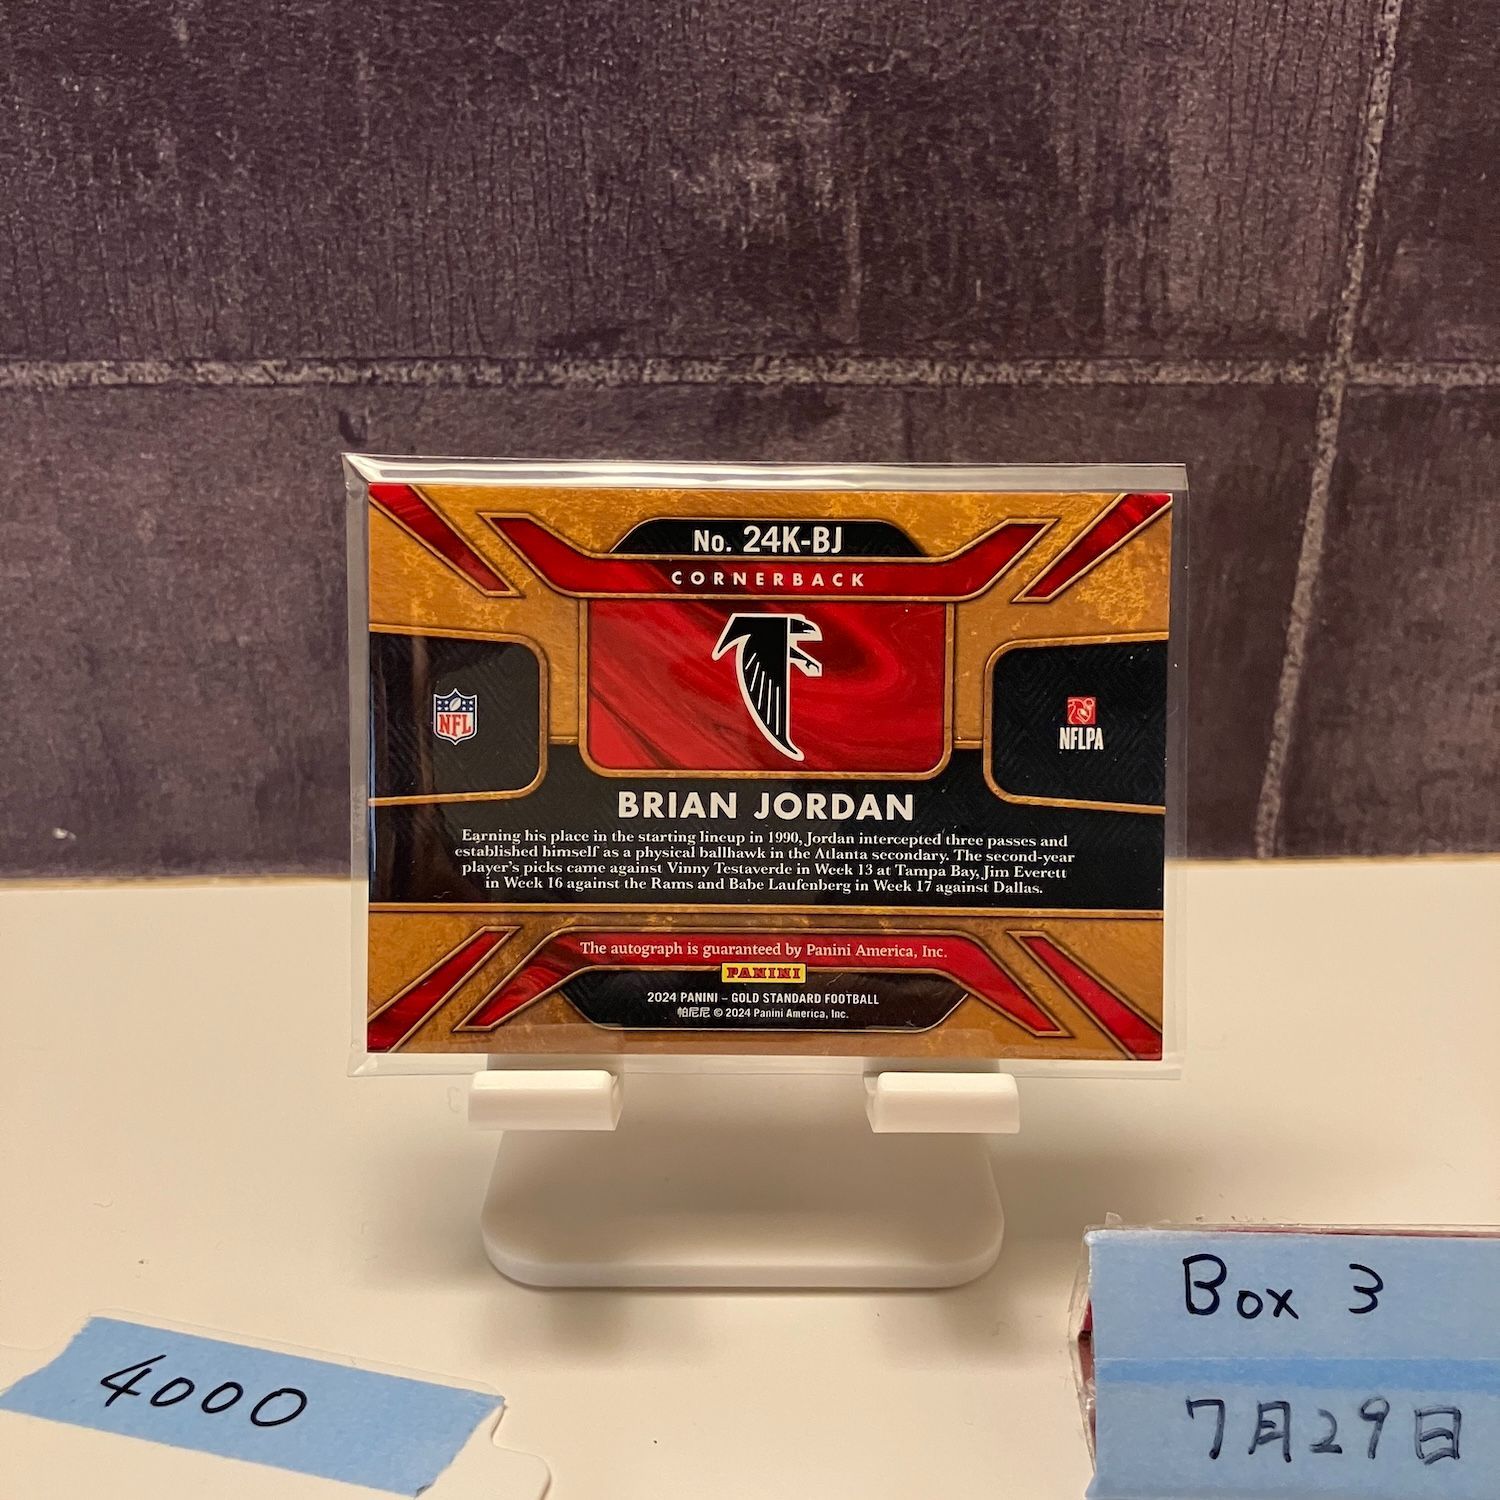 No. 24K-BJ
CORNERBACK
NFL
NFLPA
BRIAN JORDAN
Earning his place in the starting lineup in 1990, Jordan intercepted three passes and
established himself as a physical ballhawk in the Atlanta secondary. The second-year
player's picks came against Vinny Testaverde in Week 13 at Tampa Bay, Jim Everett
in Week 16 against the Rams and Babe Laufenberg in Week 17 against Dallas.
The autograph is guaranteed by Panini America, Inc.
PANINI
2024 PANINI – GOLD STANDARD FOOTBALL
帕尼尼 © 2024 Panini America, Inc.
Box 3
7月29日
4000